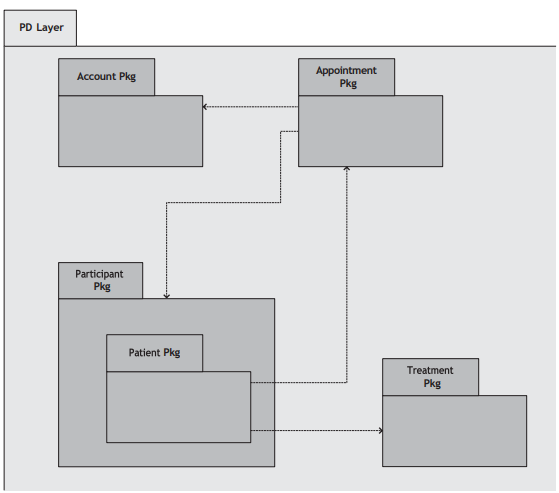 PD Layer
Account Pkg
Appointment
Pkg
Participant
Pkg
Patient Pkg
Treatment
Pkg